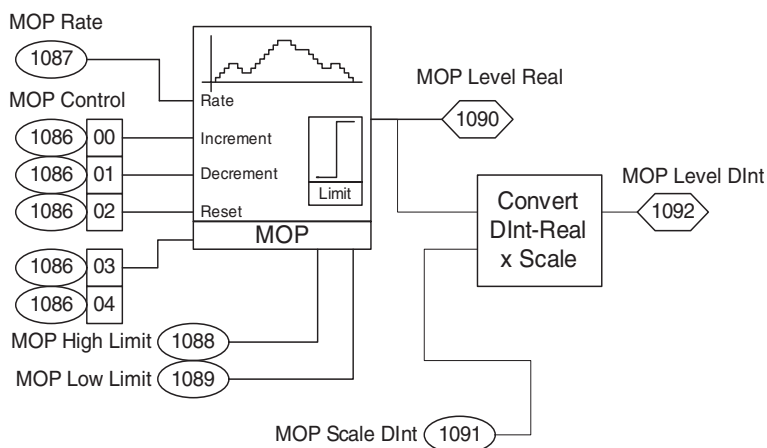 MOP Rate
1087
MOP Control
1086 00
1086 01
1086 02
1086 03
1086 04
Rate
Increment
Decrement
Reset
Limit
MOP
MOP High Limit 1088
MOP Low Limit 1089
MOP Level Real
1090
Convert
DInt-Real
x Scale
MOP Level DInt
1092
MOP Scale DInt 1091